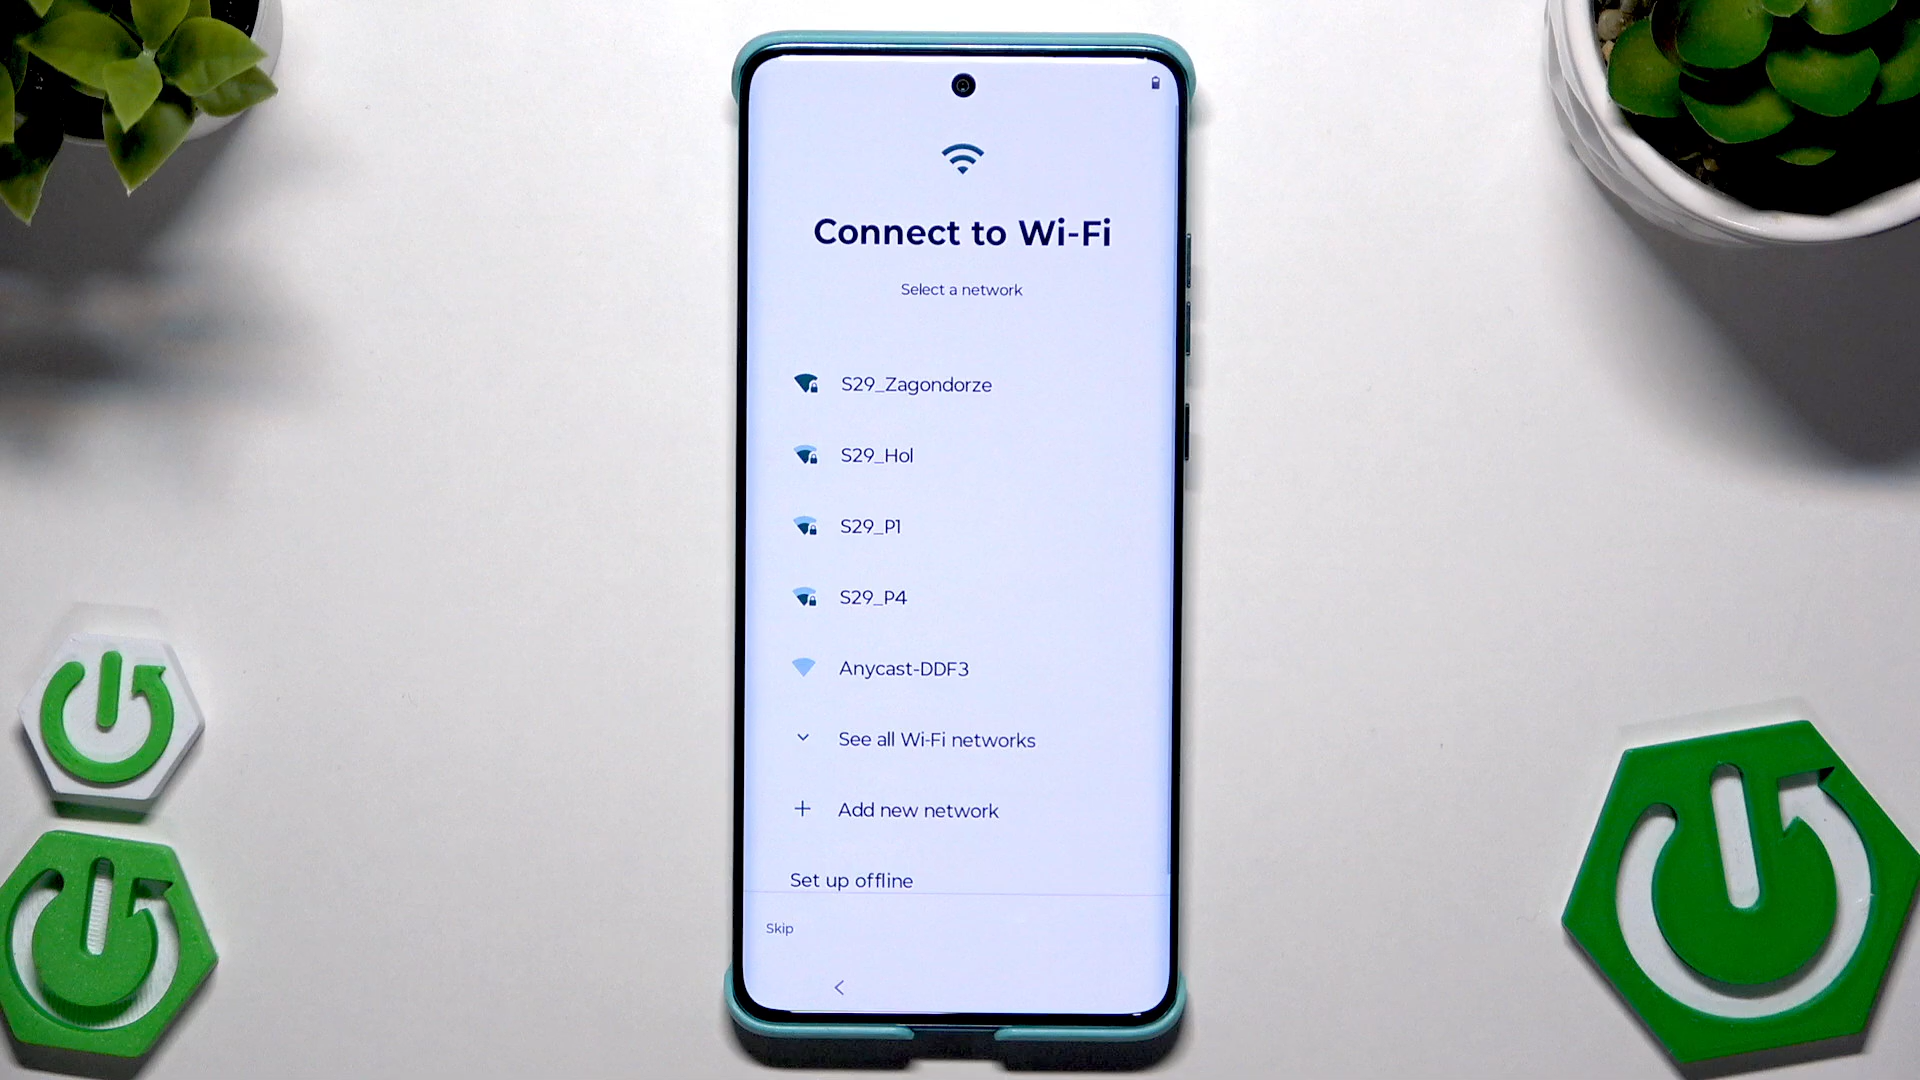 Connect to Wi-Fi
Select a network
S29_Zagondorze
S29_Hol
S29_P1
S29_P4
Anycast-DDF3
See all Wi-Fi networks
Add new network
Set up offline
Skip